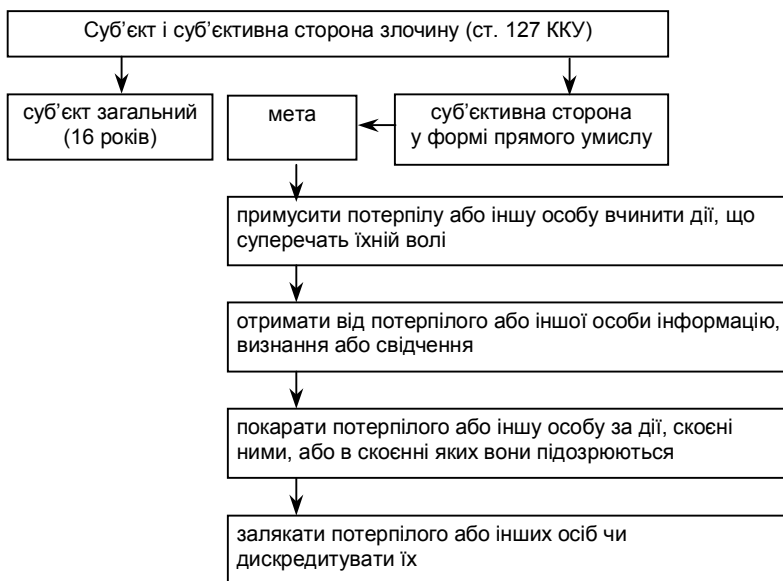 Суб’єкт і суб’єктивна сторона злочину (ст. 127 ККУ)
суб’єкт загальний
(16 років)
мета
суб’єктивна сторона
у формі прямого умислу
примусити потерпілу або іншу особу вчинити дії, що
суперечать їхній волі
отримати від потерпілого або іншої особи інформацію,
визнання або свідчення
покарати потерпілого або іншу особу за дії, скоєні
ними, або в скоєнні яких вони підозрюються
залякати потерпілого або інших осіб чи
дискредитувати їх